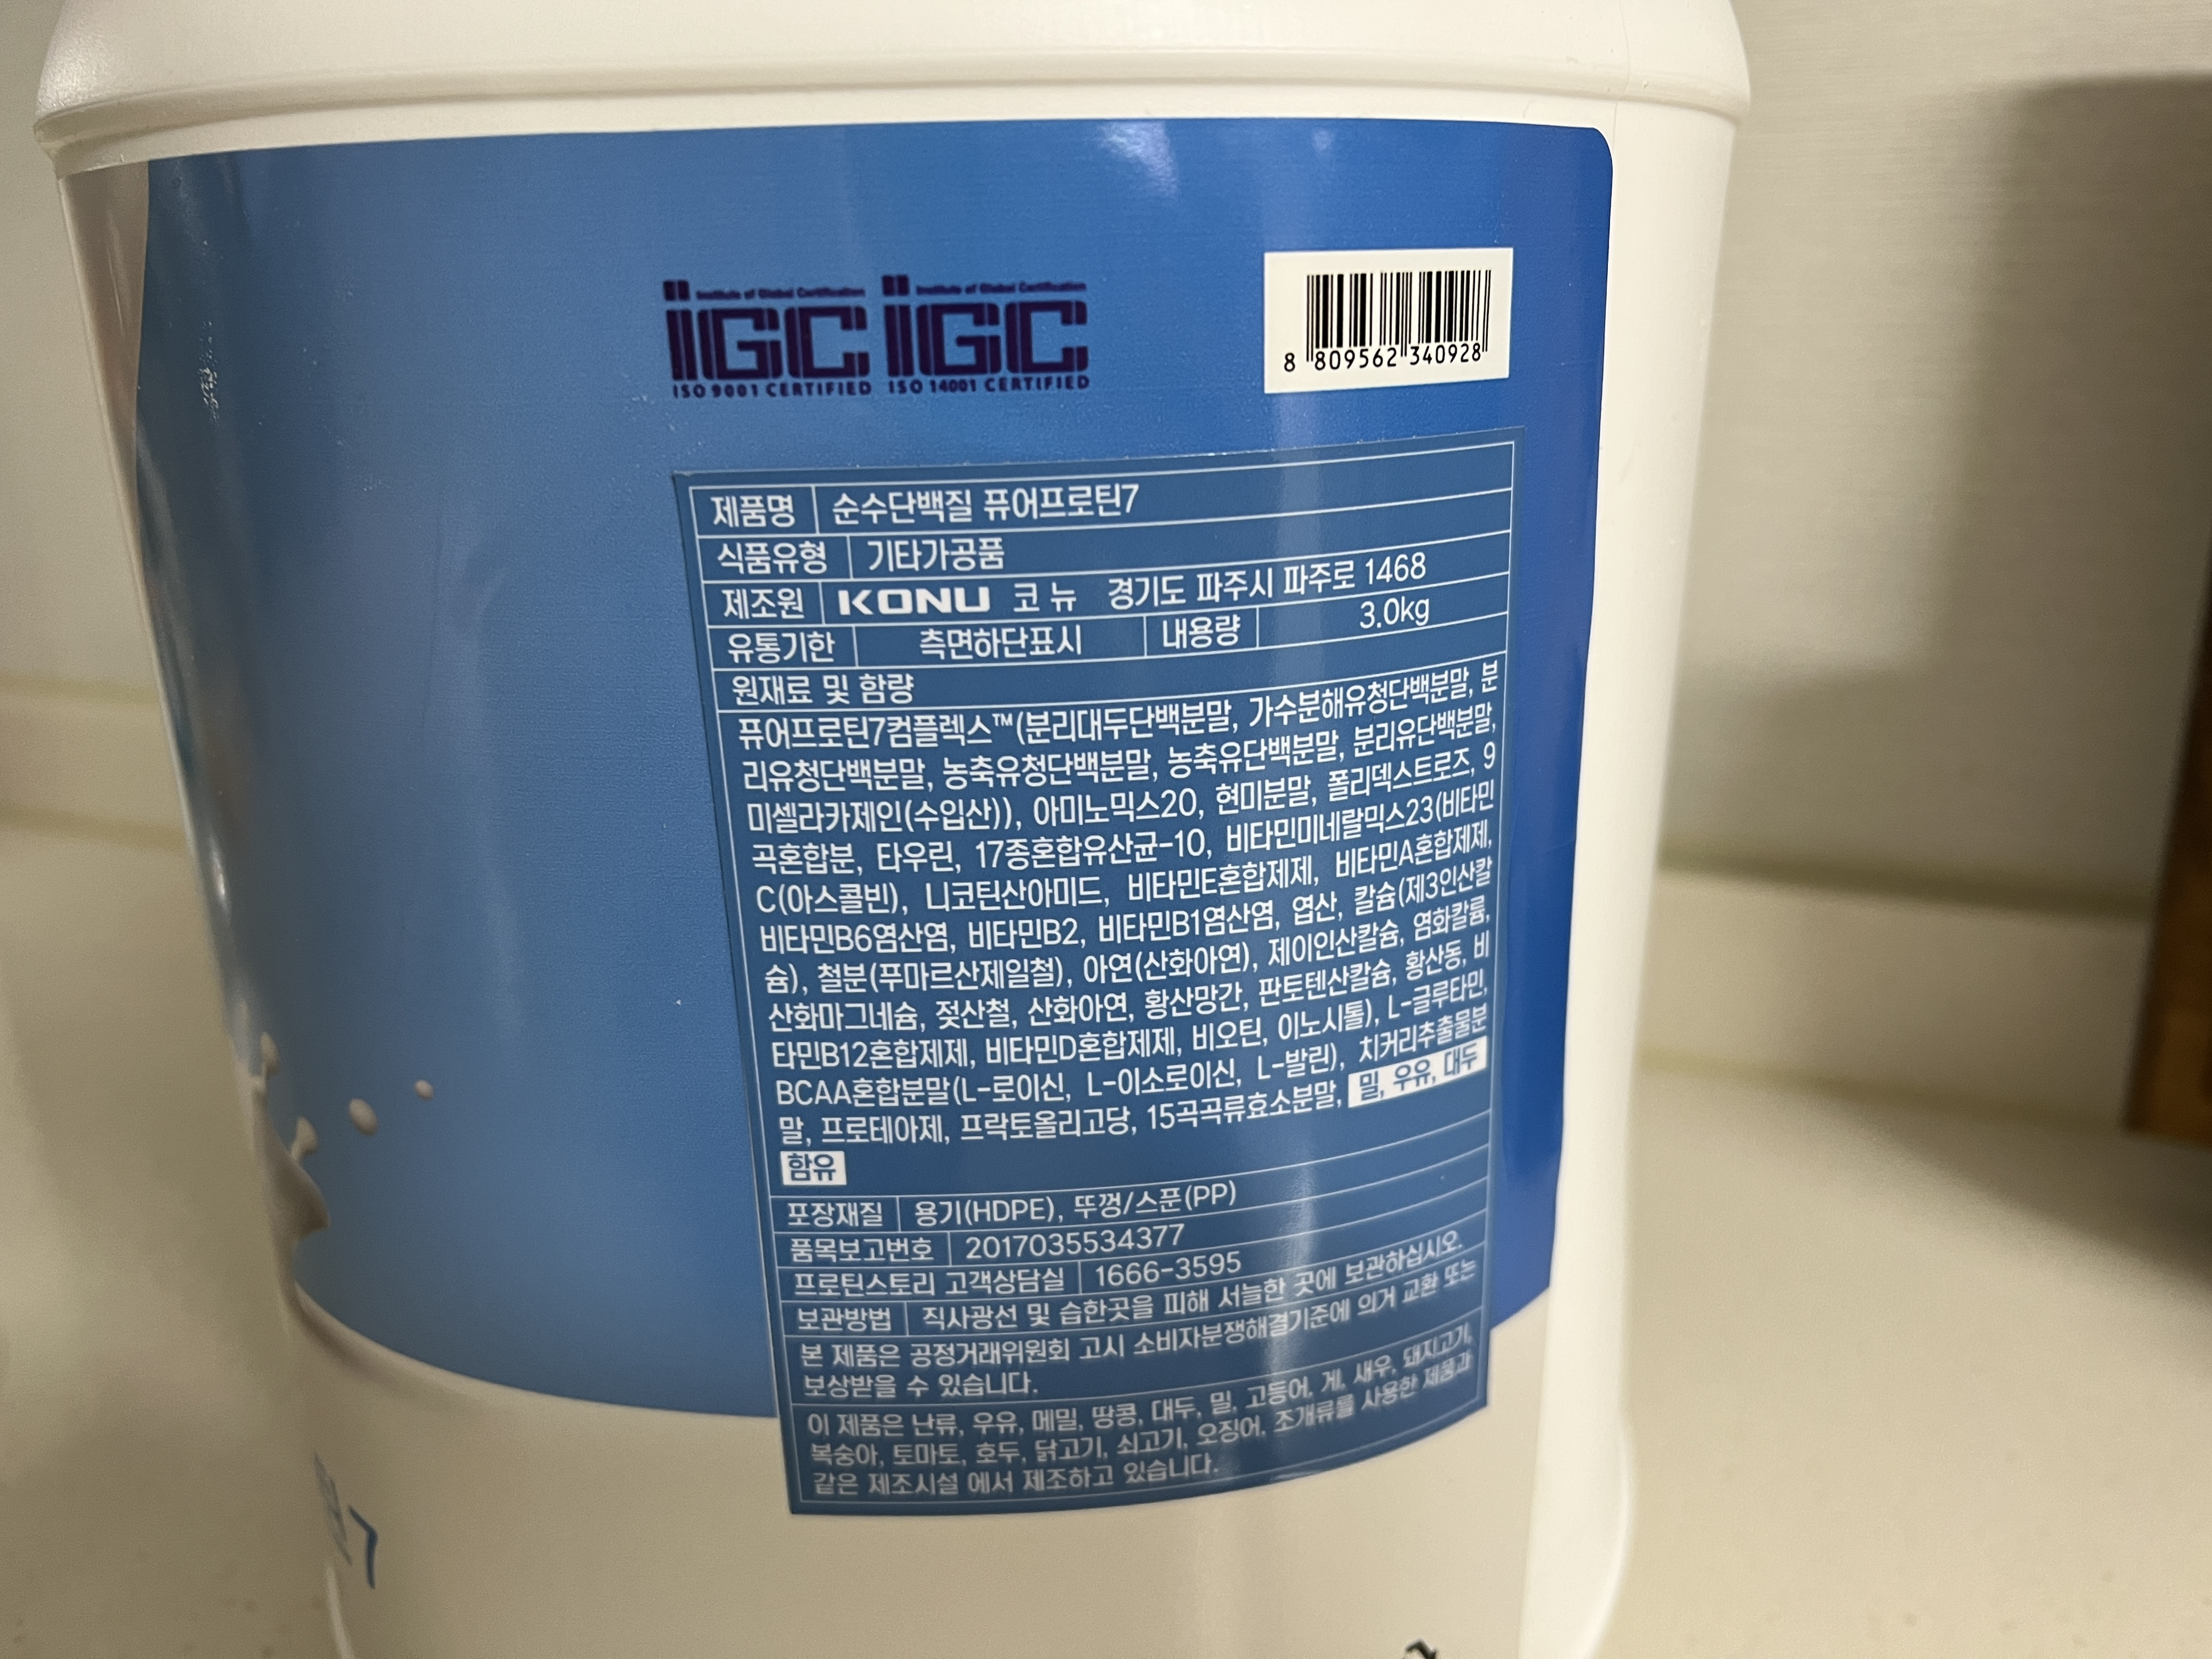 Institute of Global Certification Institute of Global Certification
iGC iGC
ISO 9001 CERTIFIED ISO 14001 CERTIFIED
8 809562 340928
제품명 순수단백질 퓨어프로틴7
식품유형 기타가공품
제조원 KONU 코뉴 경기도 파주시 파주로 1468
유통기한 측면하단표시 내용량 3.0kg
원재료 및 함량
퓨어프로틴7컴플렉스™(분리대두단백분말, 가수분해유청단백분말, 분
리유청단백분말, 농축유청단백분말, 농축유단백분말, 분리유단백분말,
미셀라카제인(수입산)), 아미노믹스20, 현미분말, 폴리덱스트로즈, 9
곡혼합분, 타우린, 17종혼합유산균-10, 비타민미네랄믹스23(비타민
C(아스콜빈), 니코틴산아미드, 비타민E혼합제제, 비타민A혼합제제,
비타민B6염산염, 비타민B2, 비타민B1염산염, 엽산, 칼슘(제3인산칼
슘), 철분(푸마르산제일철), 아연(산화아연), 제이인산칼슘, 염화칼륨,
산화마그네슘, 젖산철, 산화아연, 황산망간, 판토텐산칼슘, 황산동, 비
타민B12혼합제제, 비타민D혼합제제, 비오틴, 이노시톨), L-글루타민,
BCAA혼합분말(L-로이신, L-이소로이신, L-발린), 치커리추출물분
말, 프로테아제, 프락토올리고당, 15곡곡류효소분말, 밀, 우유, 대두
함유
포장재질 용기(HDPE), 뚜껑/스푼(PP)
품목보고번호 2017035534377
프로틴스토리 고객상담실 1666-3595
보관방법 직사광선 및 습한곳을 피해 서늘한 곳에 보관하십시오.
본 제품은 공정거래위원회 고시 소비자분쟁해결기준에 의거 교환 또는
보상받을 수 있습니다.
이 제품은 난류, 우유, 메밀, 땅콩, 대두, 밀, 고등어, 게, 새우, 돼지고기,
복숭아, 토마토, 호두, 닭고기, 쇠고기, 오징어, 조개류를 사용한 제품과
같은 제조시설 에서 제조하고 있습니다.
7